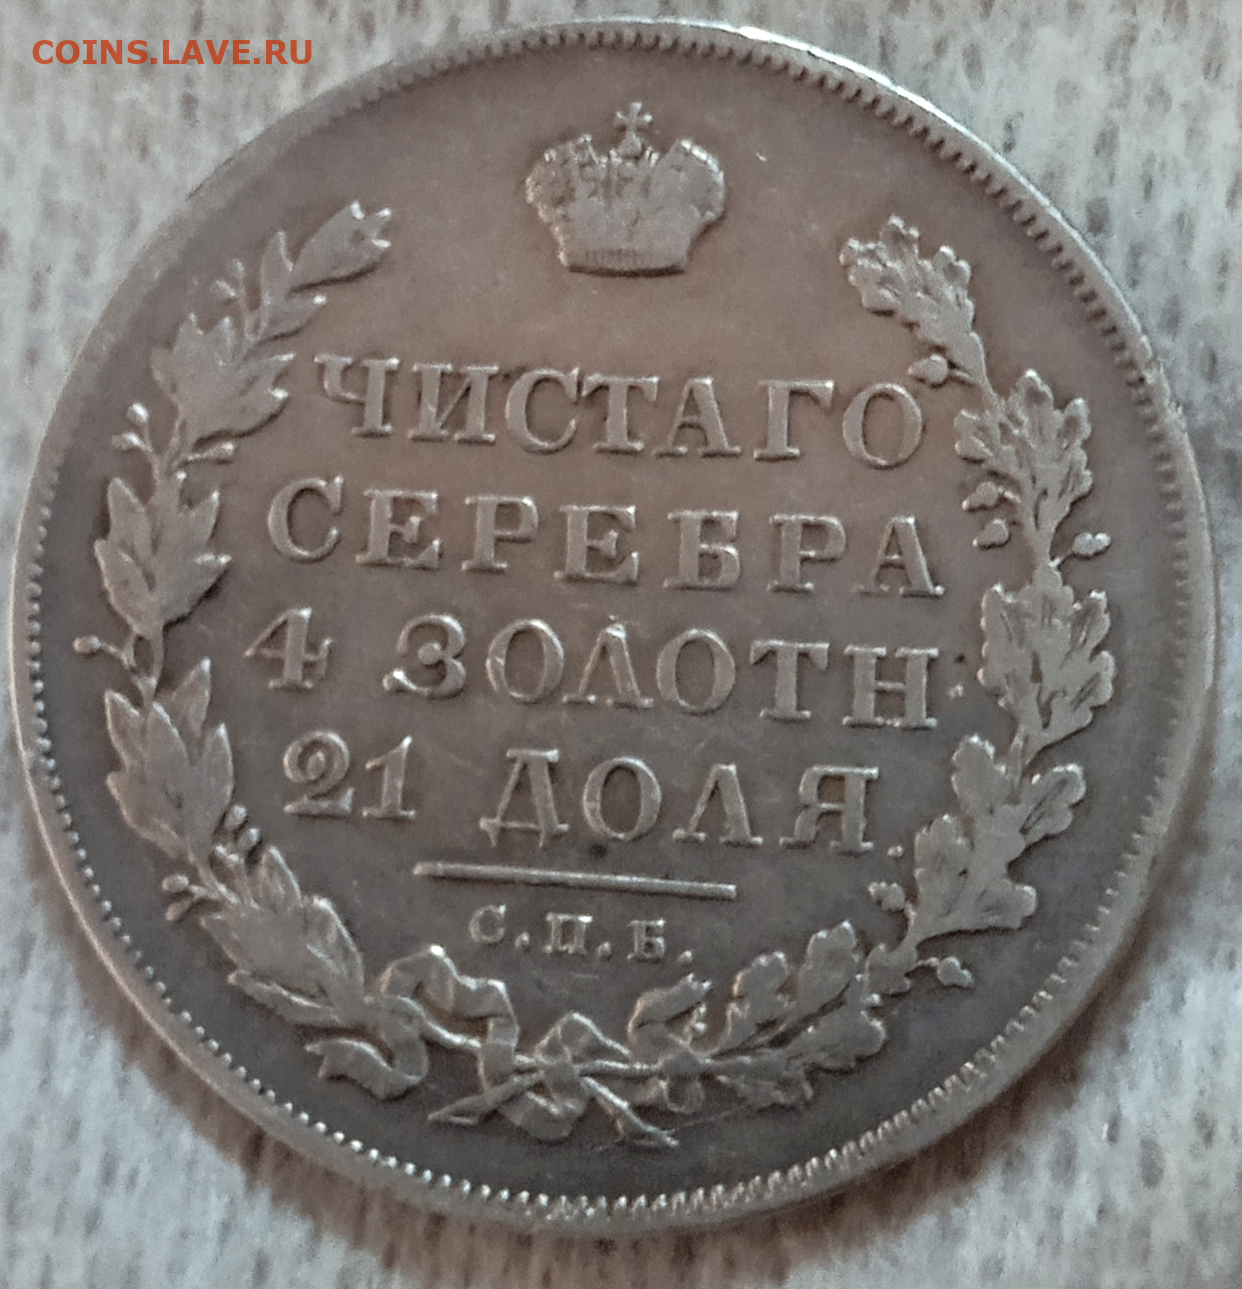 COINS.LAVE.RU
ЧИСТАГО
СЕРЕБРА
4 ЗОЛОТН:
21 ДОЛЯ.
С.П.Б.